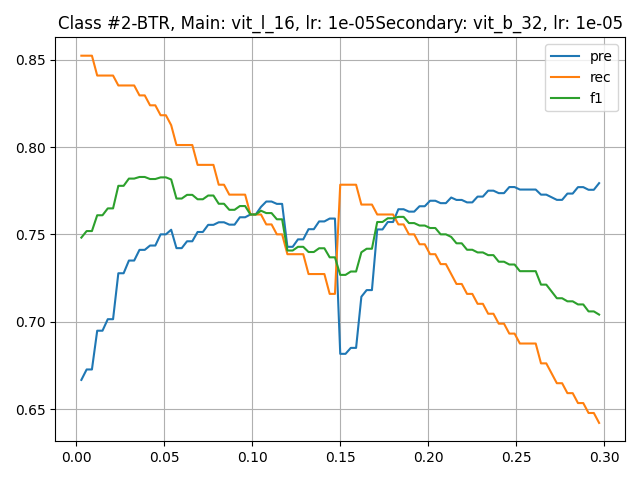 Class #2-BTR, Main: vit_l_16, lr: 1e-05Secondary: vit_b_32, lr: 1e-05
pre
rec
f1
0.85
0.80
0.75
0.70
0.65
0.00 0.05 0.10 0.15 0.20 0.25 0.30